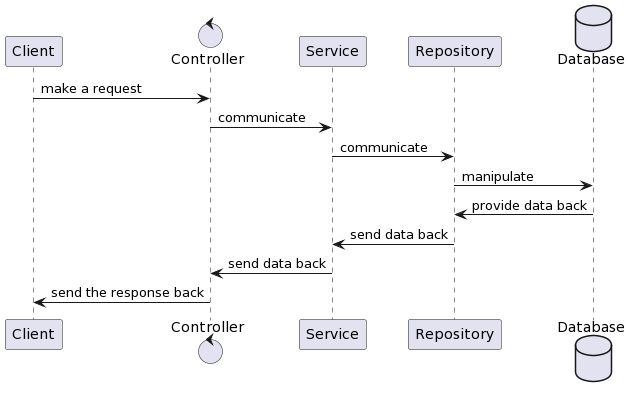 Client
Controller
Service
Repository
Database
make a request
communicate
communicate
manipulate
provide data back
send data back
send data back
send the response back
Client
Controller
Service
Repository
Database